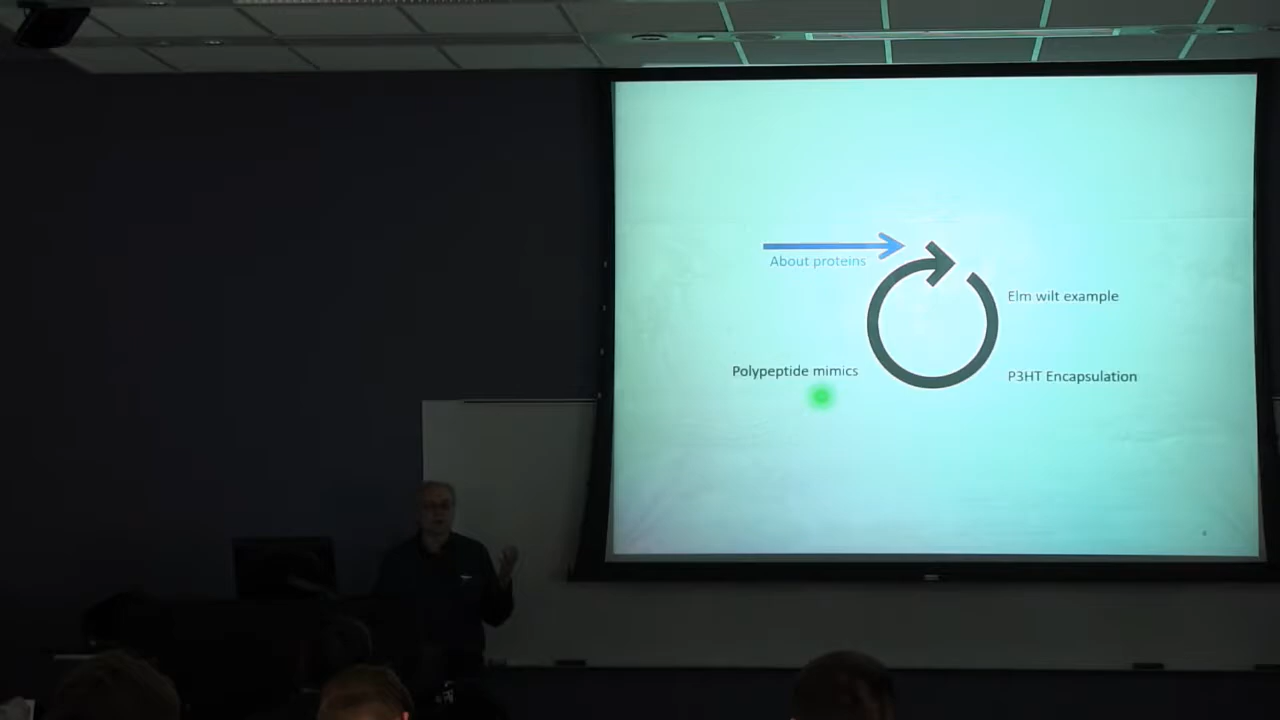 About proteins
Elm wilt example
Polypeptide mimics
P3HT Encapsulation